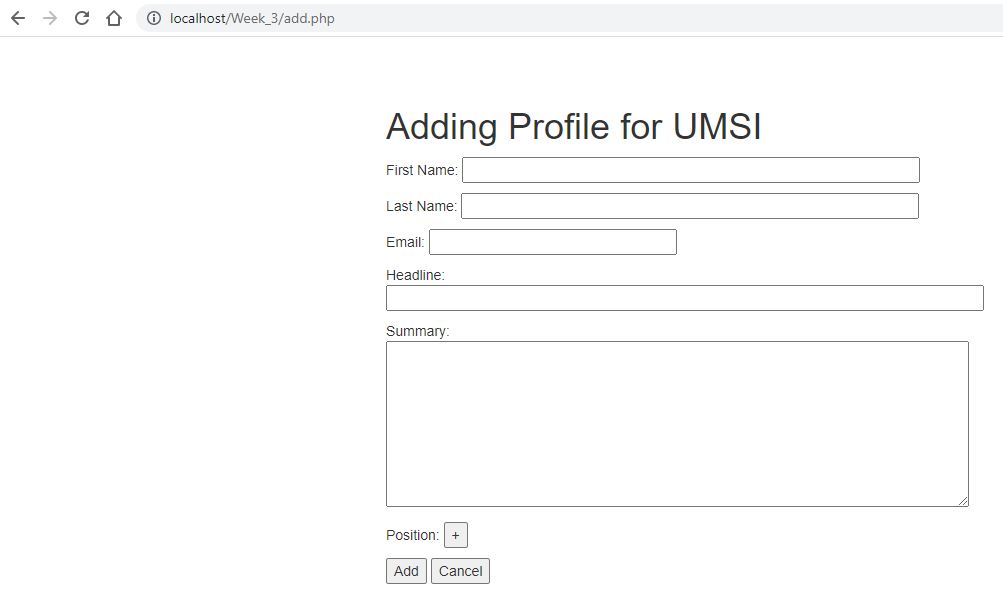 localhost/Week_3/add.php
Adding Profile for UMSI
First Name:
Last Name:
Email:
Headline:
Summary:
Position: +
Add Cancel